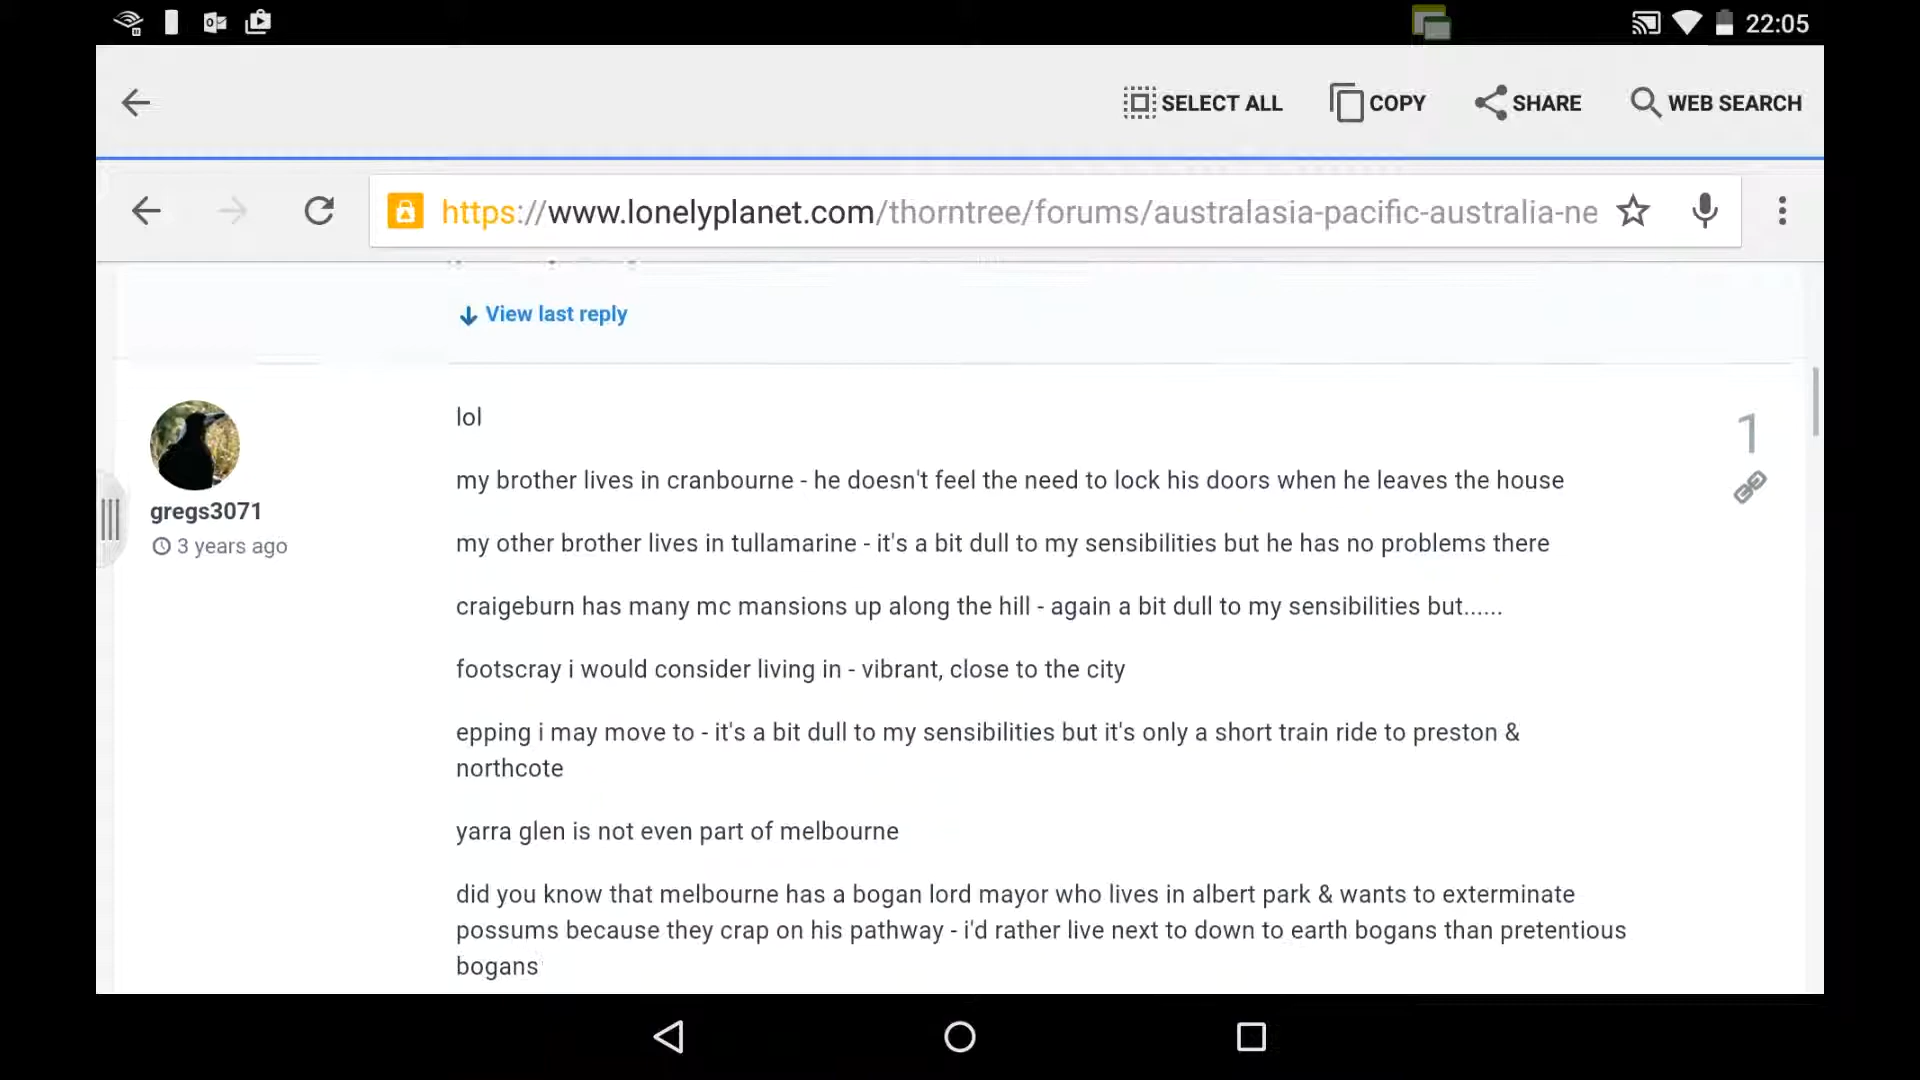 22:05
SELECT ALL COPY SHARE WEB SEARCH
https://www.lonelyplanet.com/thorntree/forums/australasia-pacific-australia-ne
View last reply
lol
1
my brother lives in cranbourne - he doesn't feel the need to lock his doors when he leaves the house
gregs3071
3 years ago
my other brother lives in tullamarine - it's a bit dull to my sensibilities but he has no problems there
craigeburn has many mc mansions up along the hill - again a bit dull to my sensibilities but......
footscray i would consider living in - vibrant, close to the city
epping i may move to - it's a bit dull to my sensibilities but it's only a short train ride to preston &
northcote
yarra glen is not even part of melbourne
did you know that melbourne has a bogan lord mayor who lives in albert park & wants to exterminate
possums because they crap on his pathway - i'd rather live next to down to earth bogans than pretentious
bogans